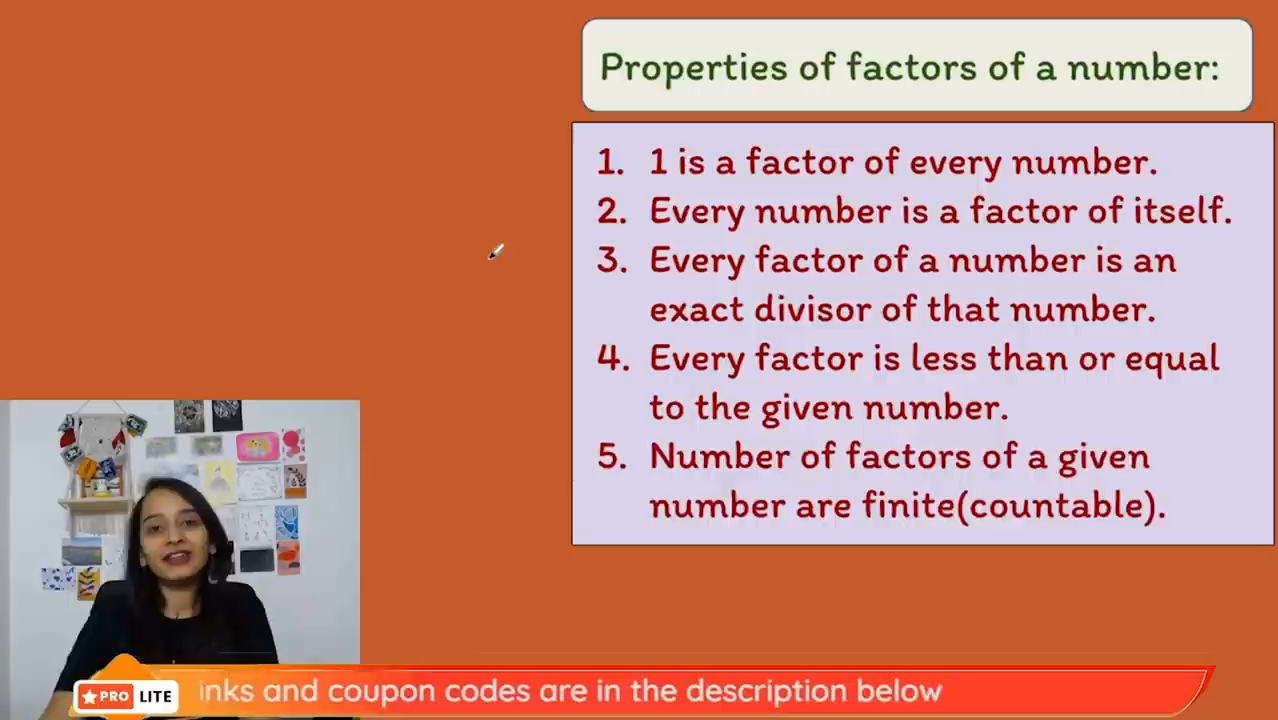 Properties of factors of a number:
1. 1 is a factor of every number.
2. Every number is a factor of itself.
3. Every factor of a number is an
exact divisor of that number.
4. Every factor is less than or equal
to the given number.
5. Number of factors of a given
number are finite(countable).
PRO LITE inks and coupon codes are in the description below